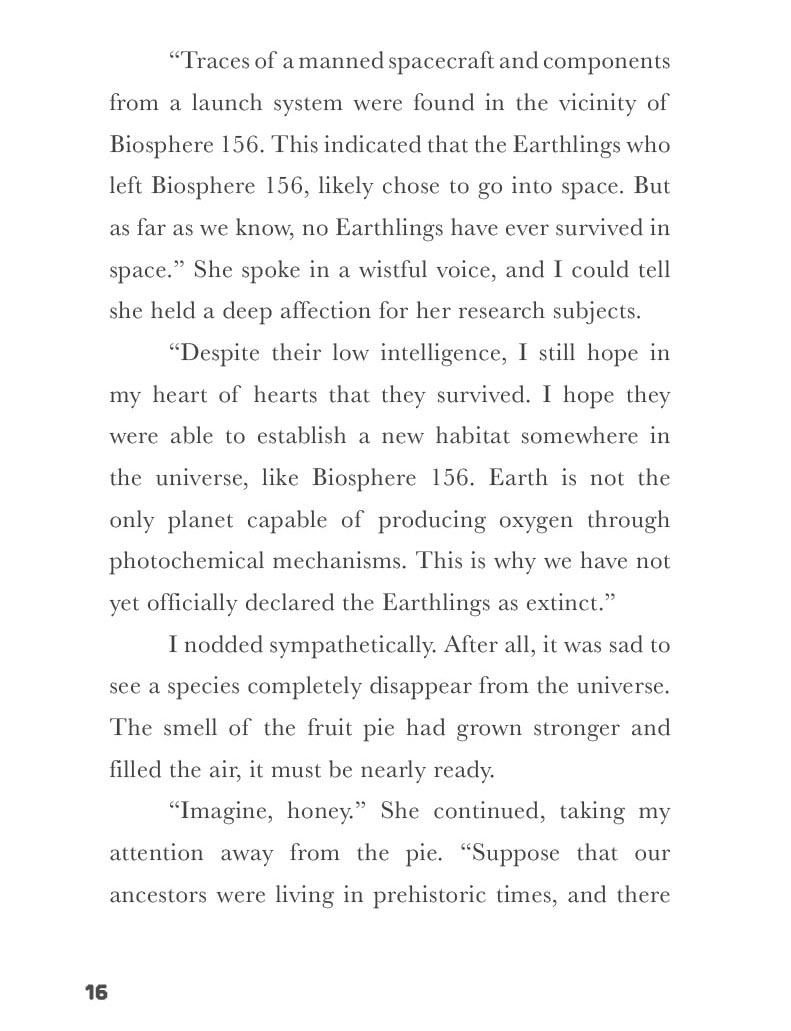 “Traces of a manned spacecraft and components
from a launch system were found in the vicinity of
Biosphere 156. This indicated that the Earthlings who
left Biosphere 156, likely chose to go into space. But
as far as we know, no Earthlings have ever survived in
space.” She spoke in a wistful voice, and I could tell
she held a deep affection for her research subjects.
“Despite their low intelligence, I still hope in
my heart of hearts that they survived. I hope they
were able to establish a new habitat somewhere in
the universe, like Biosphere 156. Earth is not the
only planet capable of producing oxygen through
photochemical mechanisms. This is why we have not
yet officially declared the Earthlings as extinct.”
I nodded sympathetically. After all, it was sad to
see a species completely disappear from the universe.
The smell of the fruit pie had grown stronger and
filled the air, it must be nearly ready.
“Imagine, honey.” She continued, taking my
attention away from the pie. “Suppose that our
ancestors were living in prehistoric times, and there
16